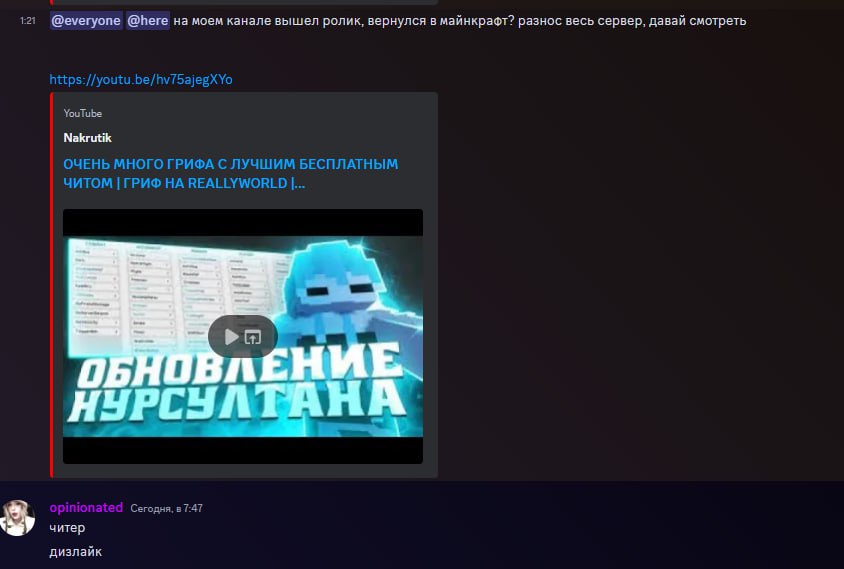 1:21 @everyone @here на моем канале вышел ролик, вернулся в майнкрафт? разнос весь сервер, давай смотреть
https://youtu.be/hv75ajegXYo
YouTube
Nakrutik
ОЧЕНЬ МНОГО ГРИФА С ЛУЧШИМ БЕСПЛАТНЫМ
ЧИТОМ | ГРИФ НА REALLYWORLD |...
ОБНОВЛЕНИЕ
НУРСУЛТАНА
opinionated Сегодня, в 7:47
читер
дизлайк